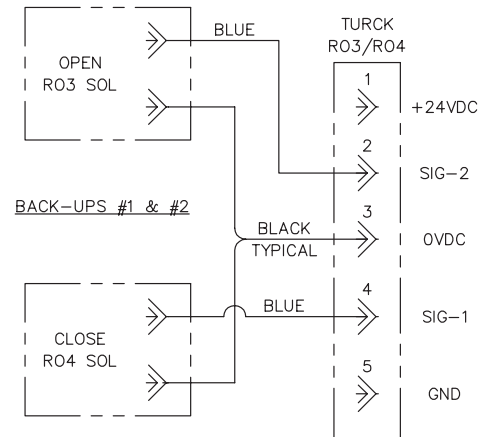 OPEN
RO3 SOL
BLUE
TURCK
RO3/RO4
1
+24VDC
2
SIG-2
BACK-UPS #1 & #2
BLACK
TYPICAL
3
0VDC
CLOSE
RO4 SOL
BLUE
4
SIG-1
5
GND